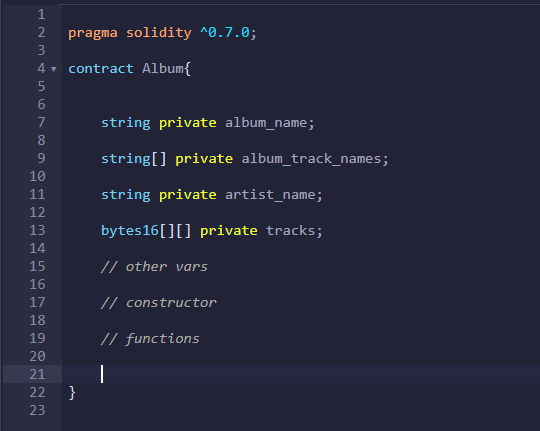 1
2 pragma solidity ^0.7.0;
3
4 contract Album{
5
6
7 string private album_name;
8
9 string[] private album_track_names;
10
11 string private artist_name;
12
13 bytes16[][] private tracks;
14
15 // other vars
16
17 // constructor
18
19 // functions
20
21
22 }
23